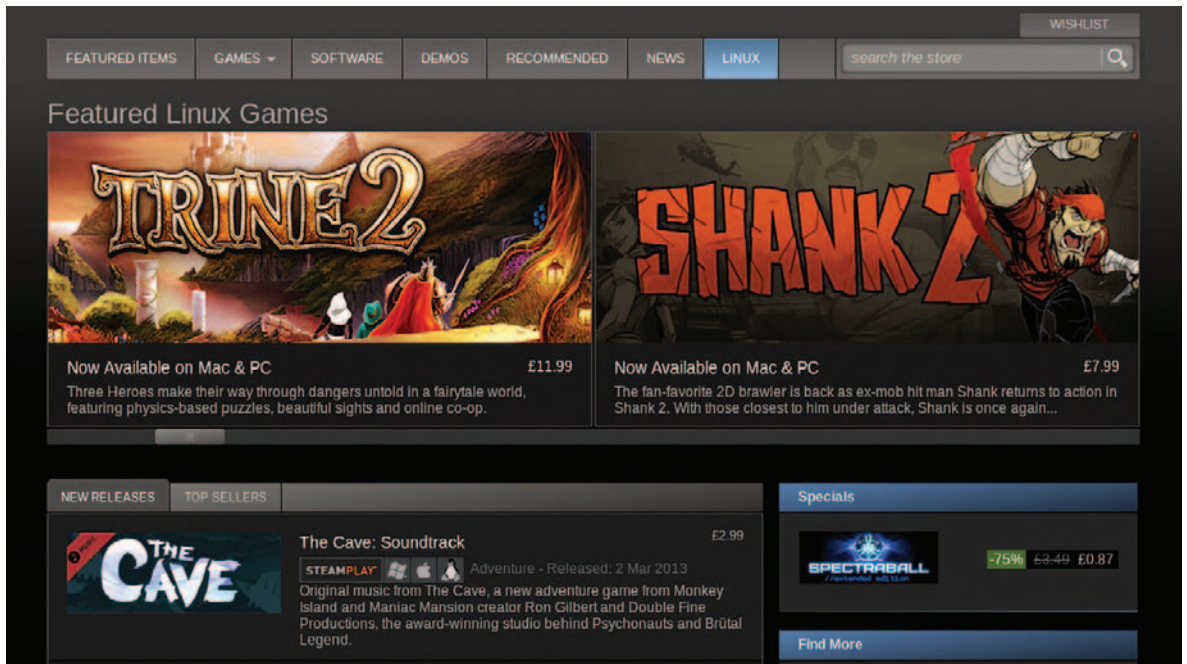 WISHLIST
FEATURED ITEMS GAMES SOFTWARE DEMOS RECOMMENDED NEWS LINUX search the store
Featured Linux Games
TRINE 2
SHANK 2
Now Available on Mac & PC £11.99
Three Heroes make their way through dangers untold in a fairytale world,
featuring physics-based puzzles, beautiful sights and online co-op.
Now Available on Mac & PC £7.99
The fan-favorite 2D brawler is back as ex-mob hit man Shank returns to action in
Shank 2. With those closest to him under attack, Shank is once again...
NEW RELEASES TOP SELLERS
MUSIC
THE
CAVE
The Cave: Soundtrack £2.99
STEAMPLAY Adventure - Released: 2 Mar 2013
Original music from The Cave, a new adventure game from Monkey
Island and Maniac Mansion creator Ron Gilbert and Double Fine
Productions, the award-winning studio behind Psychonauts and Brütal
Legend.
Specials
SPECTRABALL
//extended edition
-75% £3.49 £0.87
Find More